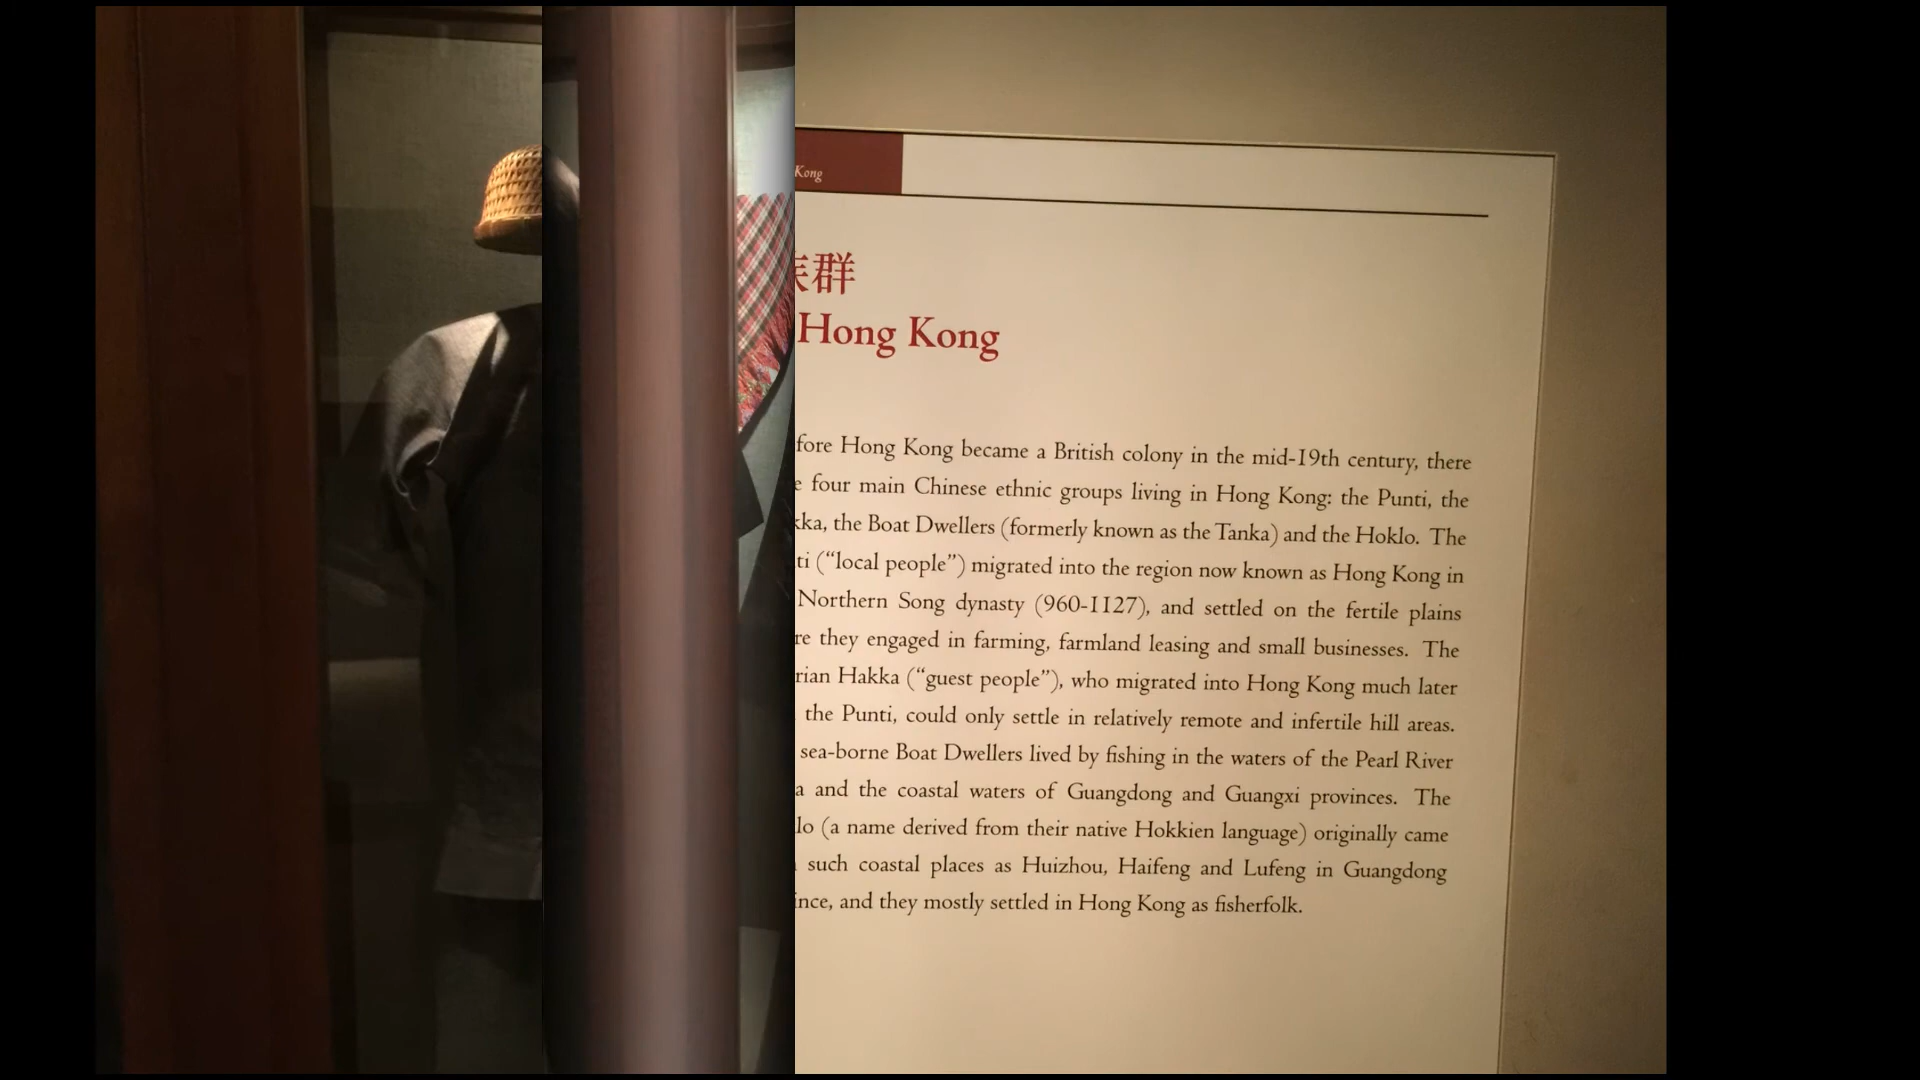 Kong
群
Hong Kong
fore Hong Kong became a British colony in the mid-19th century, there
e four main Chinese ethnic groups living in Hong Kong: the Punti, the
kka, the Boat Dwellers (formerly known as the Tanka) and the Hoklo. The
ti (“local people”) migrated into the region now known as Hong Kong in
Northern Song dynasty (960-1127), and settled on the fertile plains
re they engaged in farming, farmland leasing and small businesses. The
rian Hakka (“guest people”), who migrated into Hong Kong much later
the Punti, could only settle in relatively remote and infertile hill areas.
sea-borne Boat Dwellers lived by fishing in the waters of the Pearl River
a and the coastal waters of Guangdong and Guangxi provinces. The
lo (a name derived from their native Hokkien language) originally came
such coastal places as Huizhou, Haifeng and Lufeng in Guangdong
ince, and they mostly settled in Hong Kong as fisherfolk.